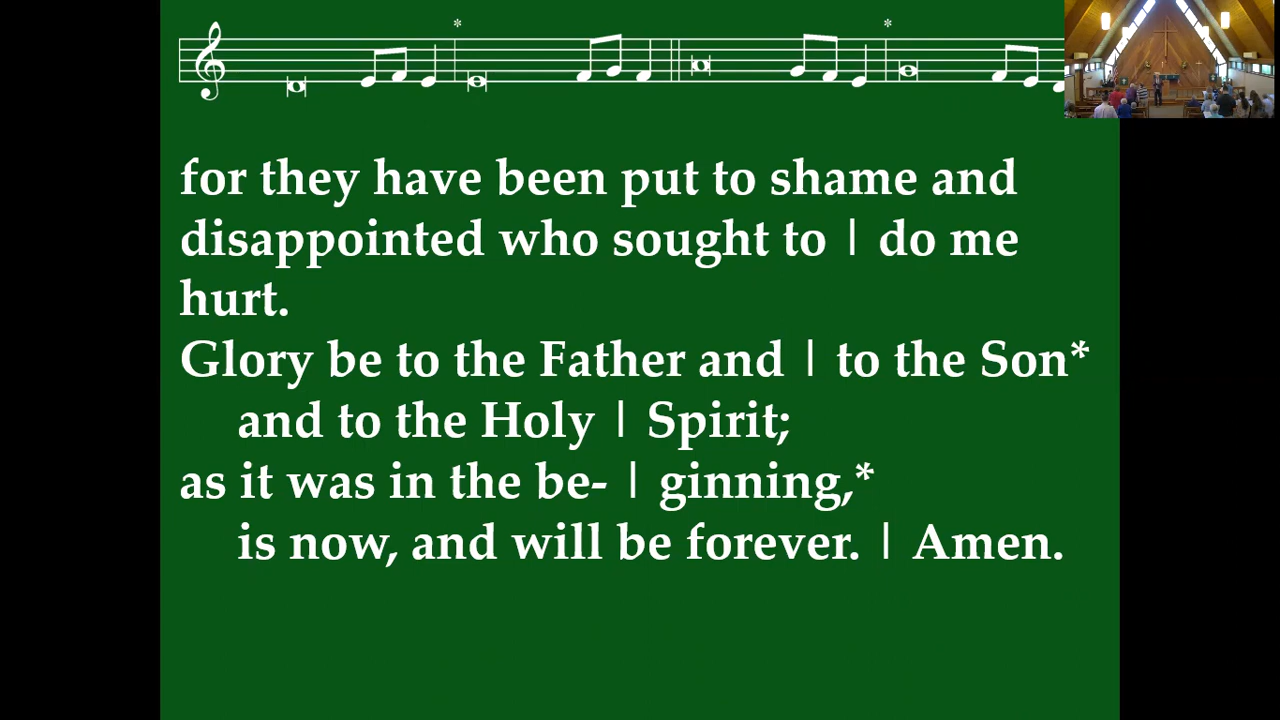 * *
for they have been put to shame and
disappointed who sought to | do me
hurt.
Glory be to the Father and | to the Son*
and to the Holy | Spirit;
as it was in the be- | ginning,*
is now, and will be forever. | Amen.